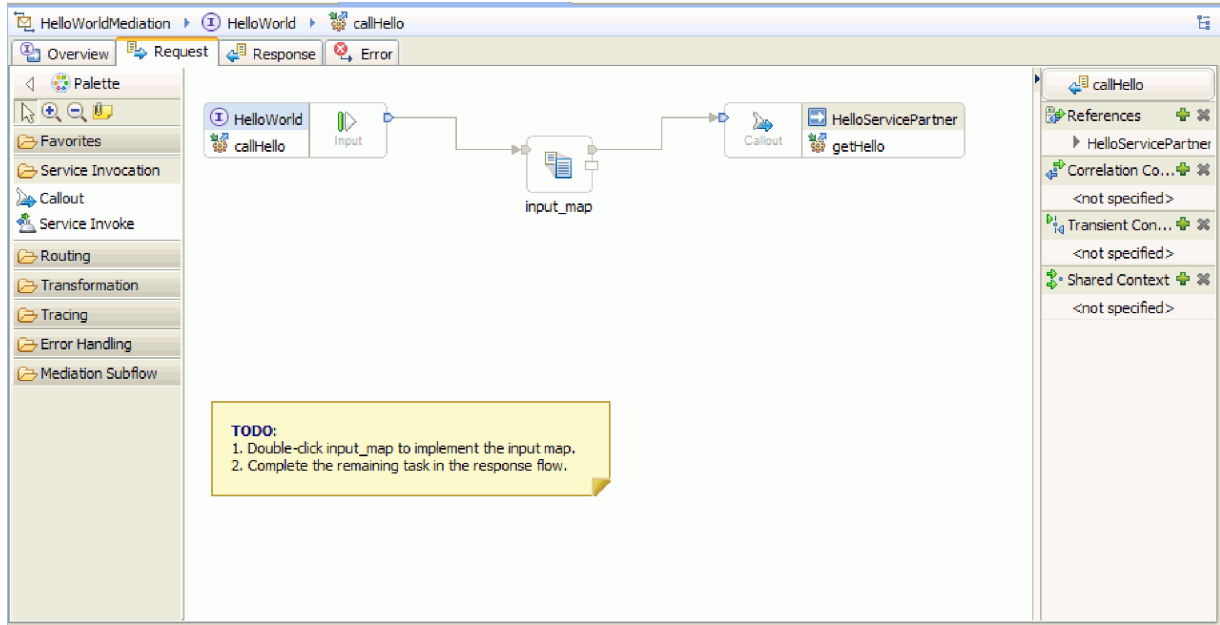 HelloWorldMediation HelloWorld callHello
Overview Request Response Error
Palette
Favorites
Service Invocation
Callout
Service Invoke
Routing
Transformation
Tracing
Error Handling
Mediation Subflow
HelloWorld
callHello
Input
input_map
Callout
HelloServicePartner
getHello
TODO:
1. Double-click input_map to implement the input map.
2. Complete the remaining task in the response flow.
callHello
References
HelloServicePartner
Correlation Co...
<not specified>
Transient Con...
<not specified>
Shared Context
<not specified>